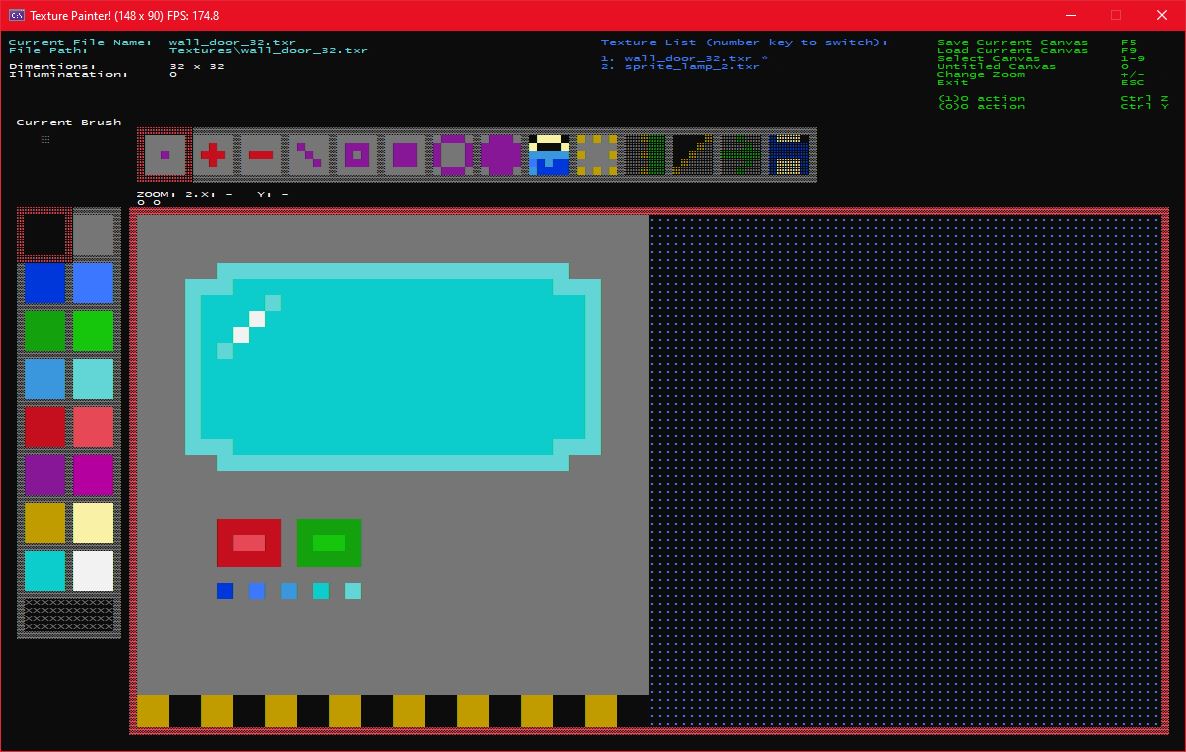 Texture Painter! (148 x 90) FPS: 174.8
Current File Name: wall_door_32.txr
File Path: Textures\wall_door_32.txr
Dimentions: 32 x 32
Illuminatation: 0
Texture List (number key to switch):
1. wall_door_32.txr *
2. sprite_lamp_2.txr
Save Current Canvas F5
Load Current Canvas F9
Select Canvas 1-9
Untitled Canvas 0
Change Zoom +/-
Exit ESC
(1)0 action Ctrl Z
(0)0 action Ctrl Y
Current Brush
ZOOM: 2.X: - Y: -
0 0